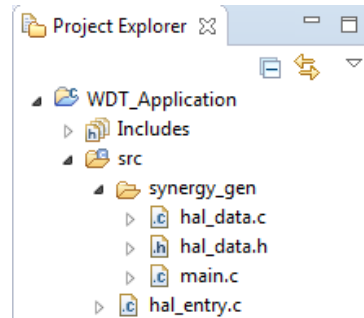 Project Explorer
WDT_Application
Includes
src
synergy_gen
hal_data.c
hal_data.h
main.c
hal_entry.c